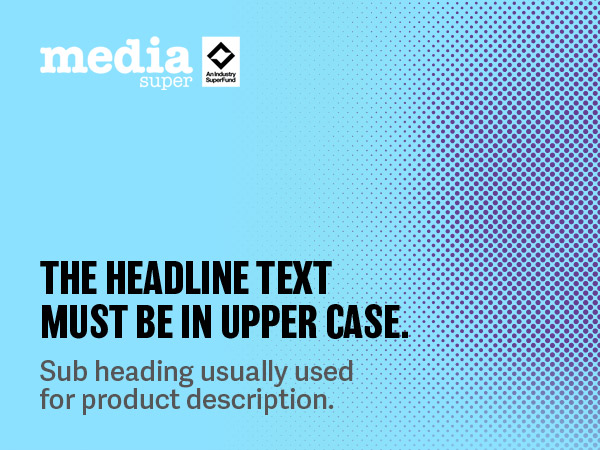 media
super
An Industry
SuperFund
THE HEADLINE TEXT
MUST BE IN UPPER CASE.
Sub heading usually used
for product description.